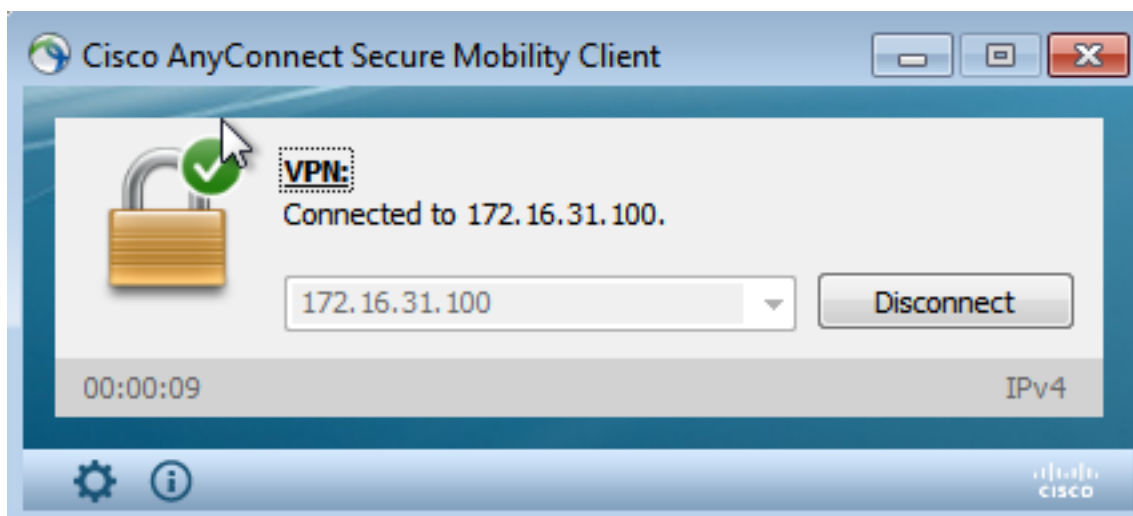 Cisco AnyConnect Secure Mobility Client
VPN:
Connected to 172.16.31.100.
172.16.31.100
Disconnect
00:00:09
IPv4
CISCO